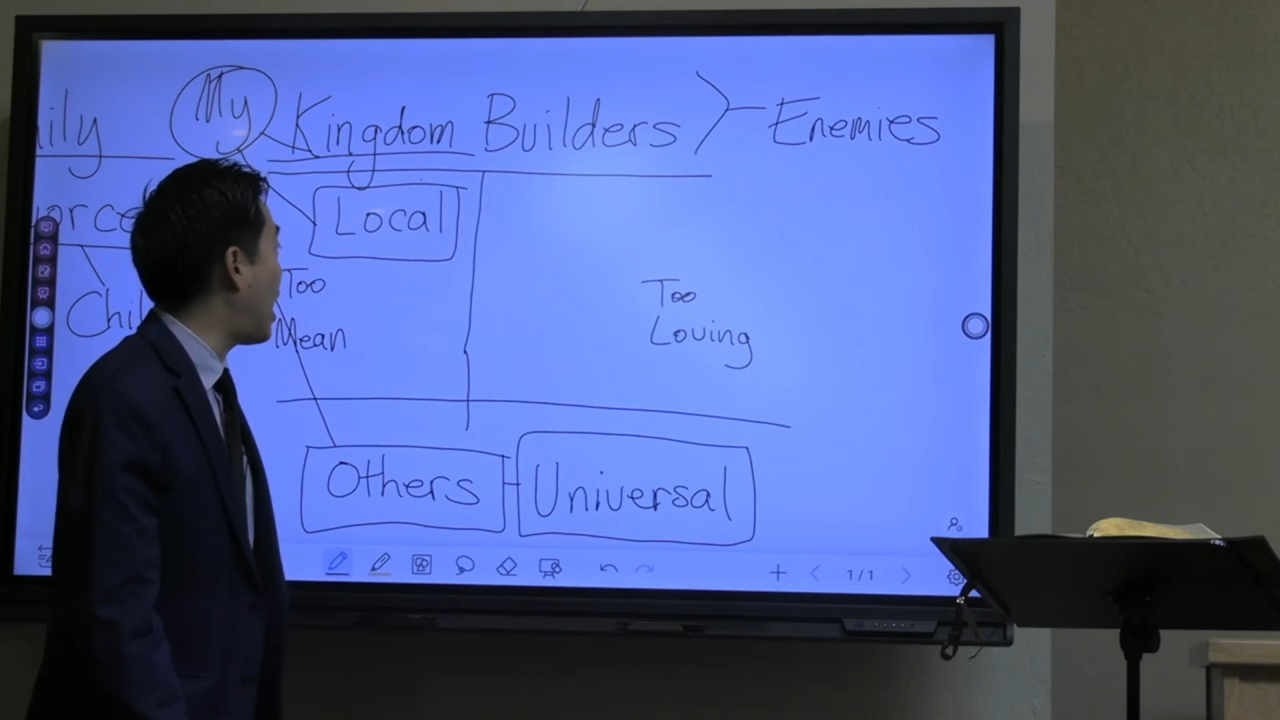 My Kingdom Builders Enemies
Local
Too
Mean
Too
Loving
Others Universal
1/1